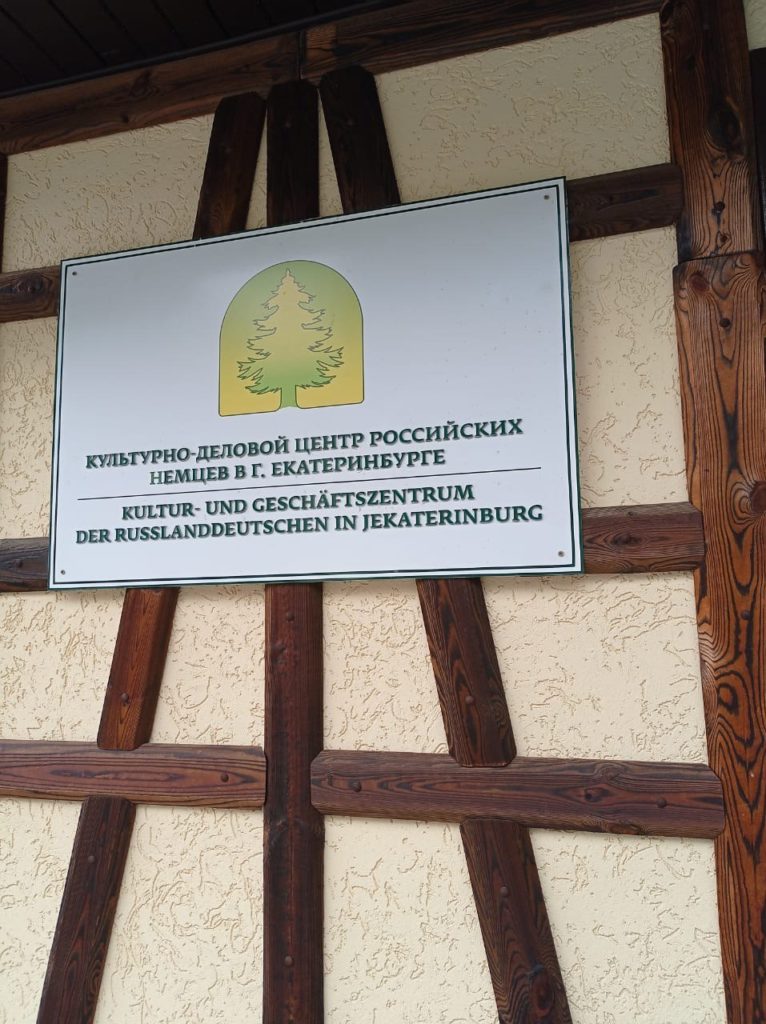 КУЛЬТУРНО-ДЕЛОВОЙ ЦЕНТР РОССИЙСКИХ
НЕМЦЕВ В Г. ЕКАТЕРИНБУРГЕ
KULTUR- UND GESCHÄFTSZENTRUM
DER RUSSLANDDEUTSCHEN IN JEKATERINBURG